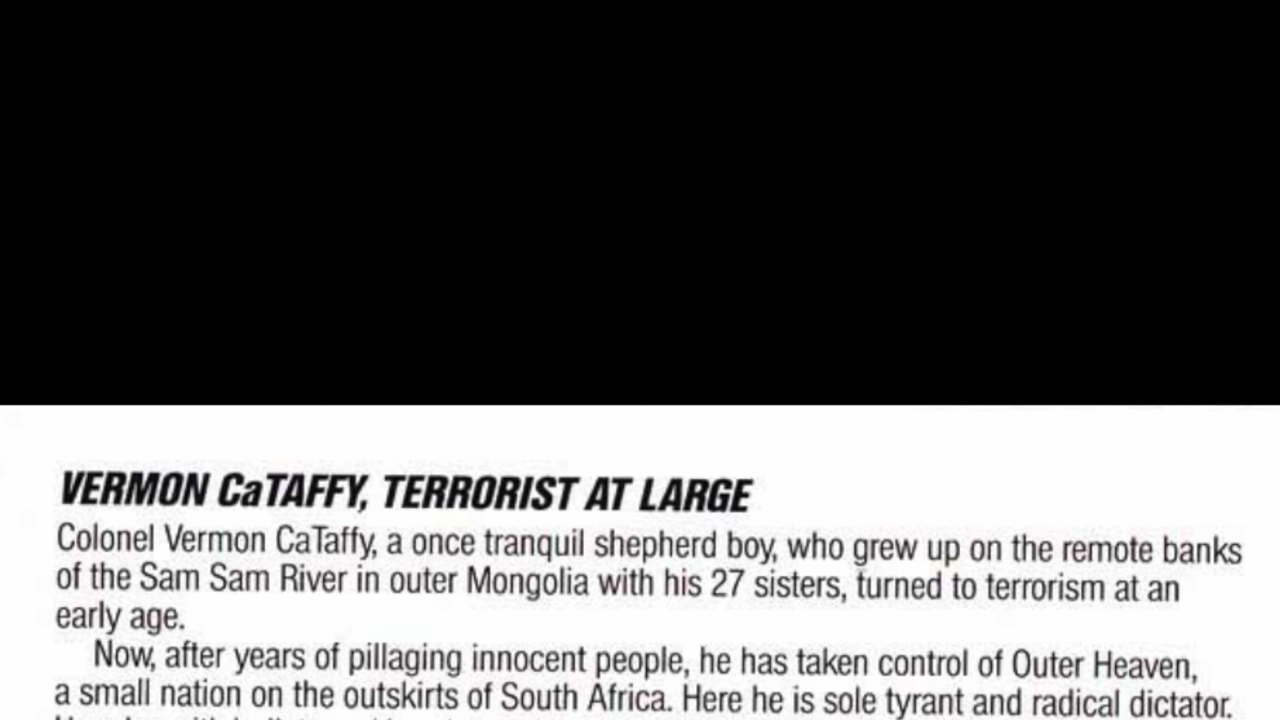 VERMON CaTAFFY, TERRORIST AT LARGE
Colonel Vermon CaTaffy, a once tranquil shepherd boy, who grew up on the remote banks
of the Sam Sam River in outer Mongolia with his 27 sisters, turned to terrorism at an
early age.
Now, after years of pillaging innocent people, he has taken control of Outer Heaven,
a small nation on the outskirts of South Africa. Here he is sole tyrant and radical dictator.